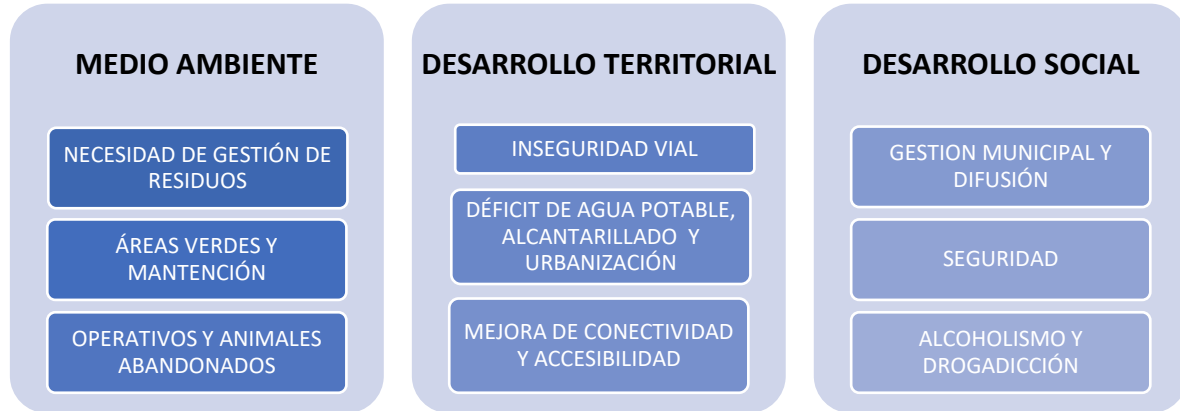 MEDIO AMBIENTE
NECESIDAD DE GESTIÓN DE
RESIDUOS
ÁREAS VERDES Y
MANTENCIÓN
OPERATIVOS Y ANIMALES
ABANDONADOS
DESARROLLO TERRITORIAL
INSEGURIDAD VIAL
DÉFICIT DE AGUA POTABLE,
ALCANTARILLADO Y
URBANIZACIÓN
MEJORA DE CONECTIVIDAD
Y ACCESIBILIDAD
DESARROLLO SOCIAL
GESTION MUNICIPAL Y
DIFUSIÓN
SEGURIDAD
ALCOHOLISMO Y
DROGADICCIÓN